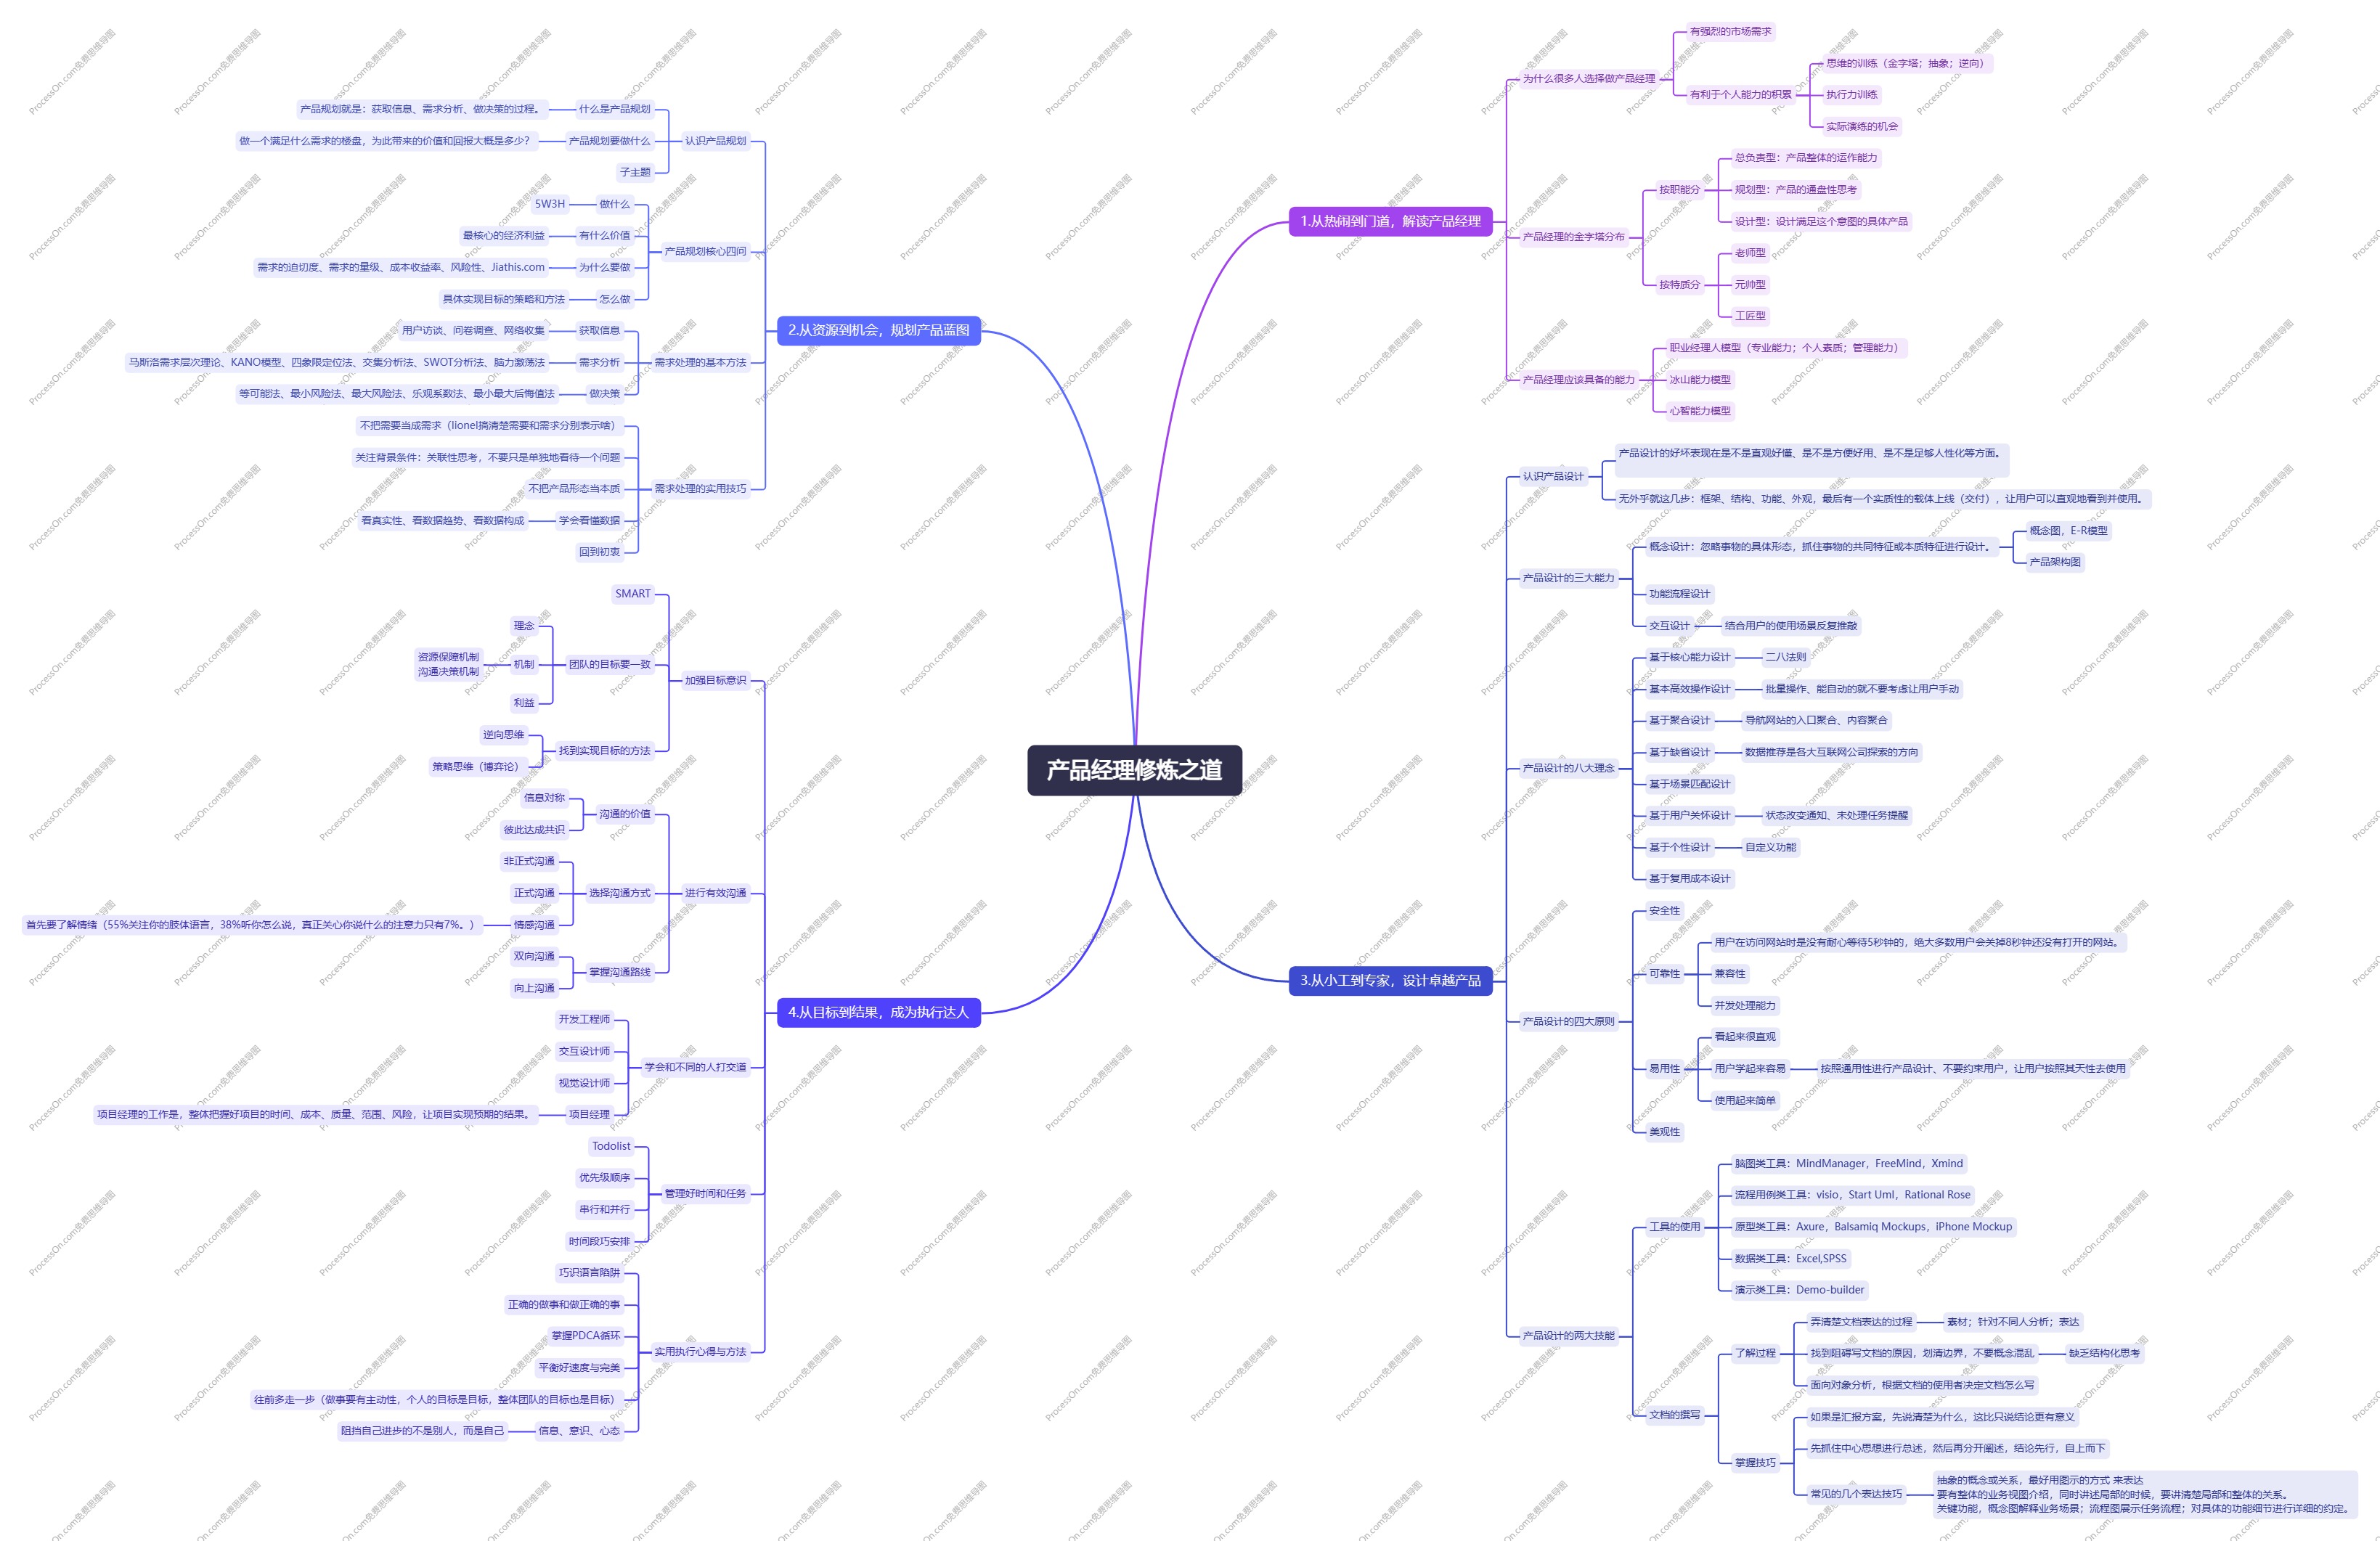 产品经理修炼之道
1.从热闹到门道，解读产品经理
为什么很多人选择做产品经理
有强烈的市场需求
有利于个人能力的积累
思维的训练（金字塔；抽象；逆向）
执行力训练
实际演练的机会
产品经理的金字塔分布
按职能分
总负责型：产品整体的运作能力
规划型：产品的通盘性思考
设计型：设计满足这个意图的具体产品
按特质分
老师型
元帅型
工匠型
产品经理应该具备的能力
职业经理人模型（专业能力；个人素质；管理能力）
冰山能力模型
心智能力模型
2.从资源到机会，规划产品蓝图
认识产品规划
什么是产品规划
产品规划就是：获取信息、需求分析、做决策的过程。
产品规划要做什么
做一个满足什么需求的楼盘，为此带来的价值和回报大概是多少？
子主题
产品规划核心四问
做什么
5W3H
有什么价值
最核心的经济利益
为什么要做
需求的迫切度、需求的量级、成本收益率、风险性、Jiathis.com
怎么做
具体实现目标的策略和方法
需求处理的基本方法
获取信息
用户访谈、问卷调查、网络收集
需求分析
马斯洛需求层次理论、KANO模型、四象限定位法、交集分析法、SWOT分析法、脑力激荡法
做决策
等可能法、最小风险法、最大风险法、乐观系数法、最小最大后悔值法
需求处理的实用技巧
不把需要当成需求（lionel搞清楚需要和需求分别表示啥）
关注背景条件：关联性思考，不要只是单独地看待一个问题
不把产品形态当本质
学会看懂数据
看真实性、看数据趋势、看数据构成
回到初衷
3.从小工到专家，设计卓越产品
认识产品设计
产品设计的好坏表现在是不是直观好懂、是不是方便好用、是不是足够人性化等方面。
无外乎就这几步：框架、结构、功能、外观，最后有一个实质性的载体上线（交付），让用户可以直观地看到并使用。
产品设计的三大能力
概念设计：忽略事物的具体形态，抓住事物的共同特征或本质特征进行设计。
概念图，E-R模型
产品架构图
功能流程设计
交互设计
结合用户的使用场景反复推敲
产品设计的八大理念
基于核心能力设计
二八法则
基本高效操作设计
批量操作、能自动的就不要考虑让用户手动
基于聚合设计
导航网站的入口聚合、内容聚合
基于缺省设计
数据推荐是各大互联网公司探索的方向
基于场景匹配设计
基于用户关怀设计
状态改变通知、未处理任务提醒
基于个性设计
自定义功能
基于复用成本设计
产品设计的四大原则
安全性
可靠性
用户在访问网站时是没有耐心等待5秒钟的，绝大多数用户会关掉8秒钟还没有打开的网站。
兼容性
并发处理能力
易用性
看起来很直观
用户学起来容易
按照通用性进行产品设计、不要约束用户，让用户按照其天性去使用
使用起来简单
美观性
产品设计的两大技能
工具的使用
脑图类工具：MindManager，FreeMind，Xmind
流程用例类工具：visio，Start Uml，Rational Rose
原型类工具：Axure，Balsamiq Mockups，iPhone Mockup
数据类工具：Excel,SPSS
演示类工具：Demo-builder
文档的撰写
了解过程
弄清楚文档表达的过程
素材；针对不同人分析；表达
找到阻碍写文档的原因，划清边界，不要概念混乱
缺乏结构化思考
面向对象分析，根据文档的使用者决定文档怎么写
掌握技巧
如果是汇报方案，先说清楚为什么，这比只说结论更有意义
先抓住中心思想进行总述，然后再分开阐述，结论先行，自上而下
常见的几个表达技巧
抽象的概念或关系，最好用图示的方式 来表达
要有整体的业务视图介绍，同时讲述局部的时候，要讲清楚局部和整体的关系。
关键功能，概念图解释业务场景；流程图展示任务流程；对具体的功能细节进行详细的约定。
4.从目标到结果，成为执行达人
加强目标意识
SMART
团队的目标要一致
理念
机制
资源保障机制
沟通决策机制
利益
找到实现目标的方法
逆向思维
策略思维（博弈论）
进行有效沟通
沟通的价值
信息对称
彼此达成共识
选择沟通方式
非正式沟通
正式沟通
情感沟通
首先要了解情绪（55%关注你的肢体语言，38%听你怎么说，真正关心你说什么的注意力只有7%。）
掌握沟通路线
双向沟通
向上沟通
学会和不同的人打交道
开发工程师
交互设计师
视觉设计师
项目经理
项目经理的工作是，整体把握好项目的时间、成本、质量、范围、风险，让项目实现预期的结果。
管理好时间和任务
Todolist
优先级顺序
串行和并行
时间段巧安排
实用执行心得与方法
巧识语言陷阱
正确的做事和做正确的事
掌握PDCA循环
平衡好速度与完美
往前多走一步（做事要有主动性，个人的目标是目标，整体团队的目标也是目标）
信息、意识、心态
阻挡自己进步的不是别人，而是自己
ProcessOn.com免费思维导图